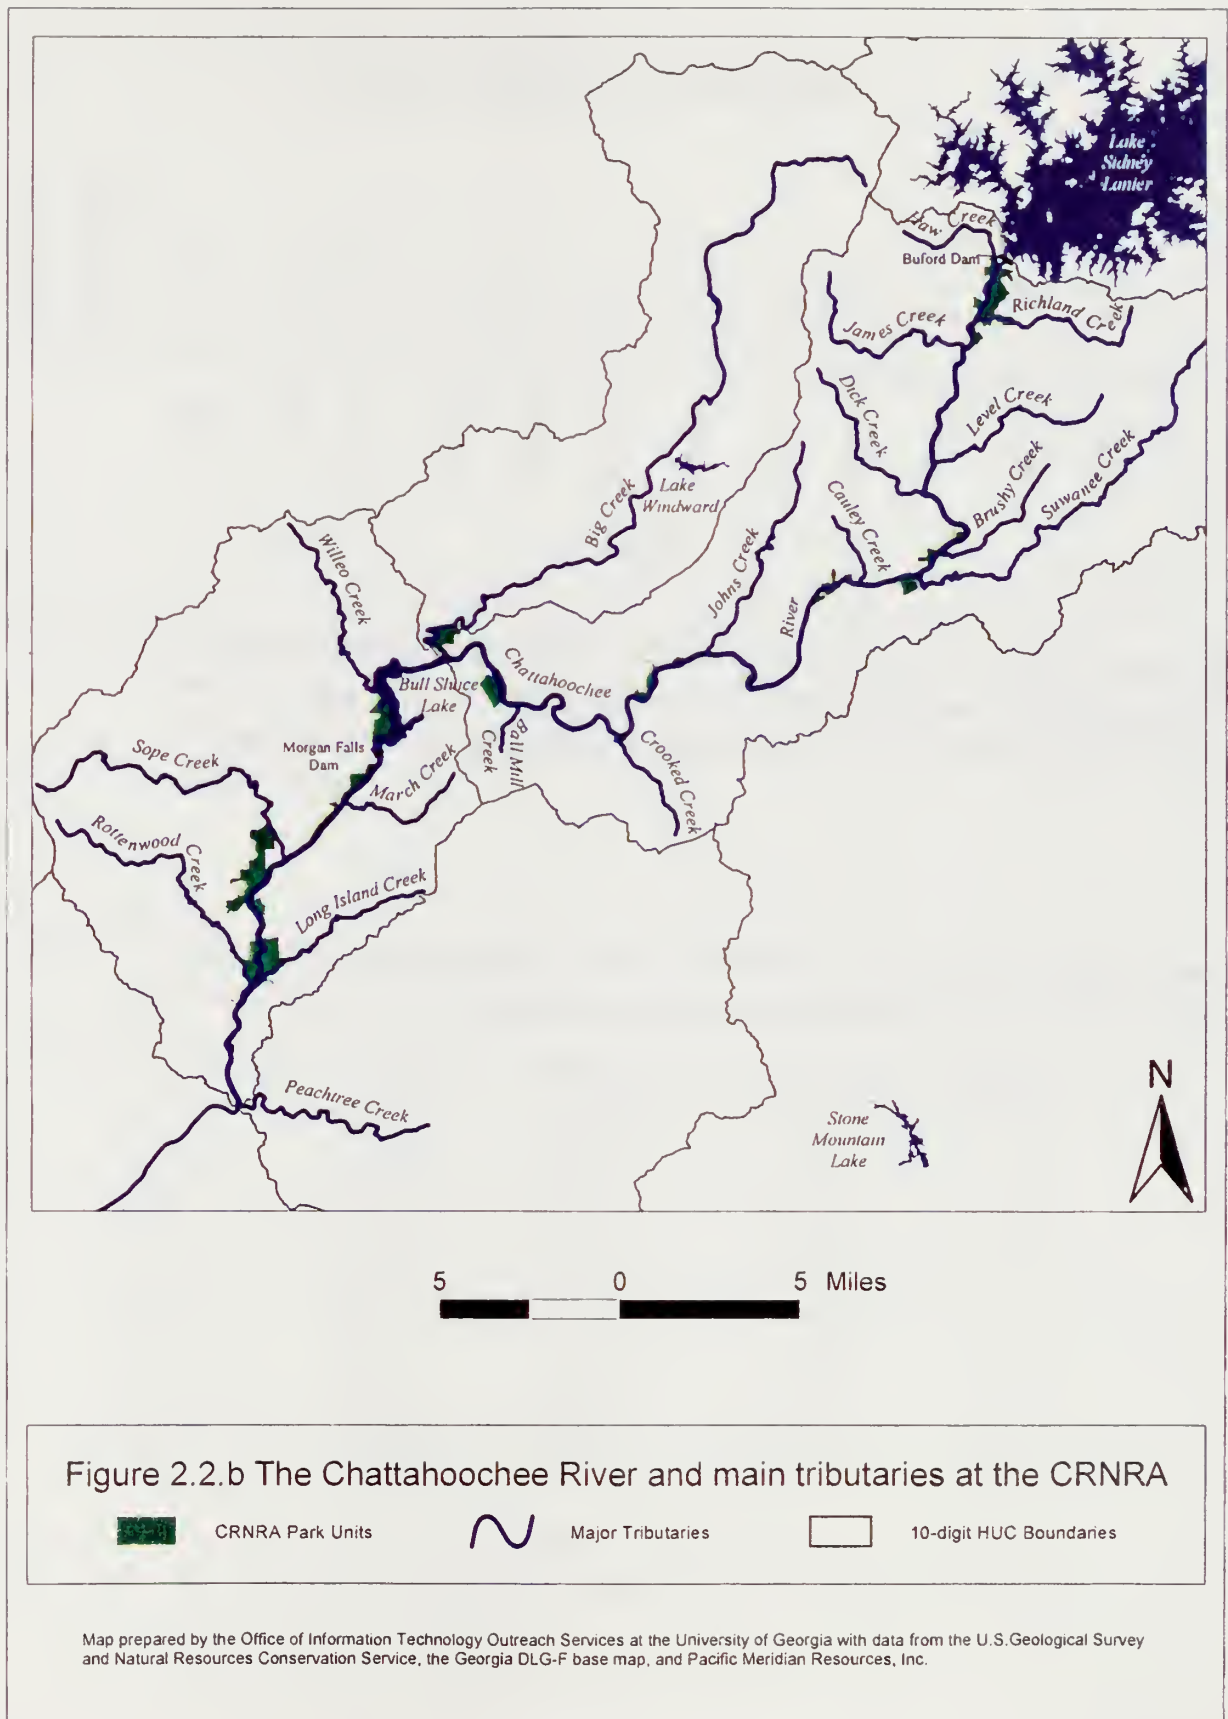 Lake
Sidney
Lanier
Haw Creek
Buford Dam
Richland Creek
James Creek
Dick Creek
Level Creek
Brushy Creek
Suwanee Creek
Cauley Creek
Lake
Windward
Big Creek
Johns Creek
River
Willeo Creek
Chattahoochee
Bull Sluice
Lake
Morgan Falls
Dam
Sope Creek
March Creek
Ball Mill
Creek
Crooked Creek
Rottenwood Creek
Long Island Creek
Peachtree Creek
Stone
Mountain
Lake
N
5 0 5 Miles
Figure 2.2.b The Chattahoochee River and main tributaries at the CRNRA
CRNRA Park Units Major Tributaries 10-digit HUC Boundaries
Map prepared by the Office of Information Technology Outreach Services at the University of Georgia with data from the U.S.Geological Survey
and Natural Resources Conservation Service, the Georgia DLG-F base map, and Pacific Meridian Resources, Inc.